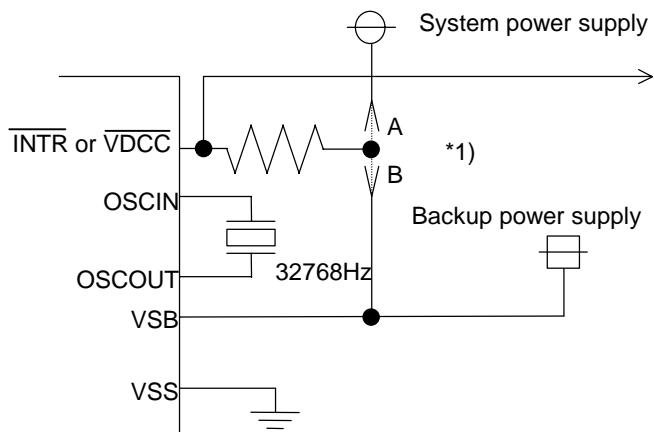 System power supply
A
INTR or VDCC
*1)
B
OSCIN
Backup power supply
32768Hz
OSCOUT
VSB
VSS